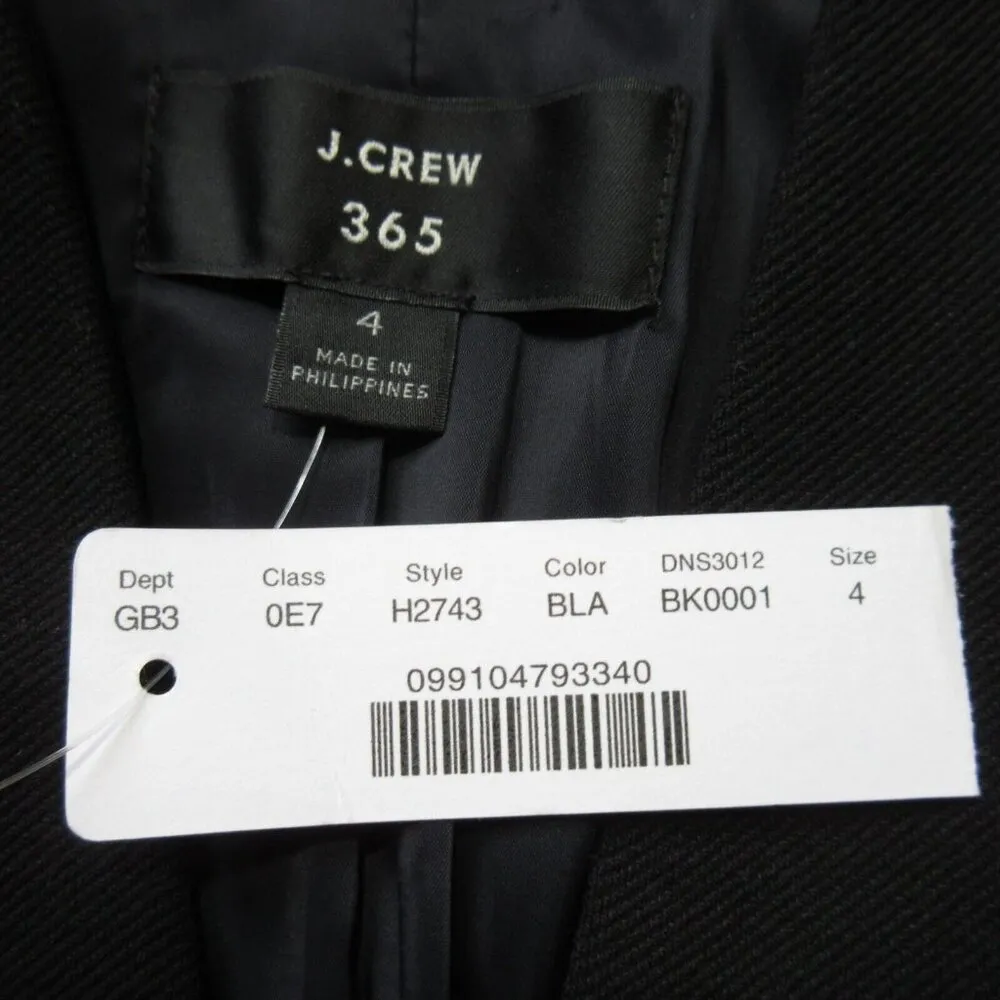 J.CREW
365
4
MADE IN
PHILIPPINES
Dept Class Style Color DNS3012 Size
GB3 0E7 H2743 BLA BK0001 4
099104793340